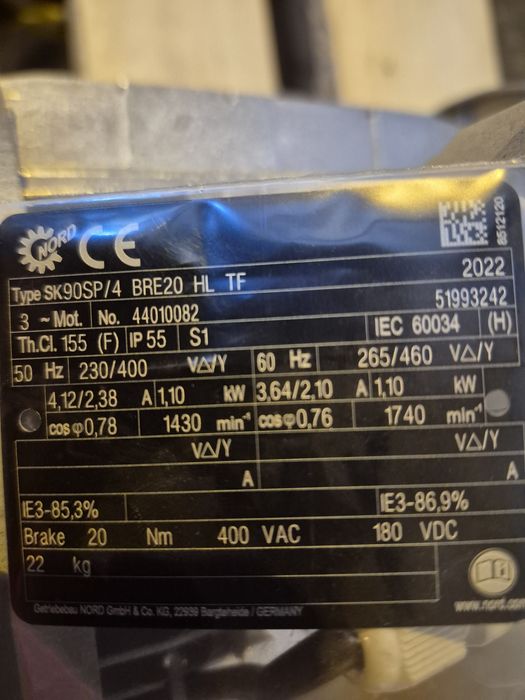 NORD CE
8512120
Type SK90SP/4 BRE20 HL TF 2022
3 ~Mot. No. 44010082 51993242
Th.Cl. 155 (F) IP 55 S1 IEC 60034 (H)
50 Hz 230/400 V△/Y 60 Hz 265/460 V△/Y
4,12/2,38 A 1,10 kW 3,64/2,10 A 1,10 kW
cosφ 0,78 1430 min⁻¹ cosφ 0,76 1740 min⁻¹
V△/Y V△/Y
A A
IE3-85,3% IE3-86,9%
Brake 20 Nm 400 VAC 180 VDC
22 kg
Getriebebau NORD GmbH & Co. KG, 22939 Bargteheide / GERMANY
www.nord.com